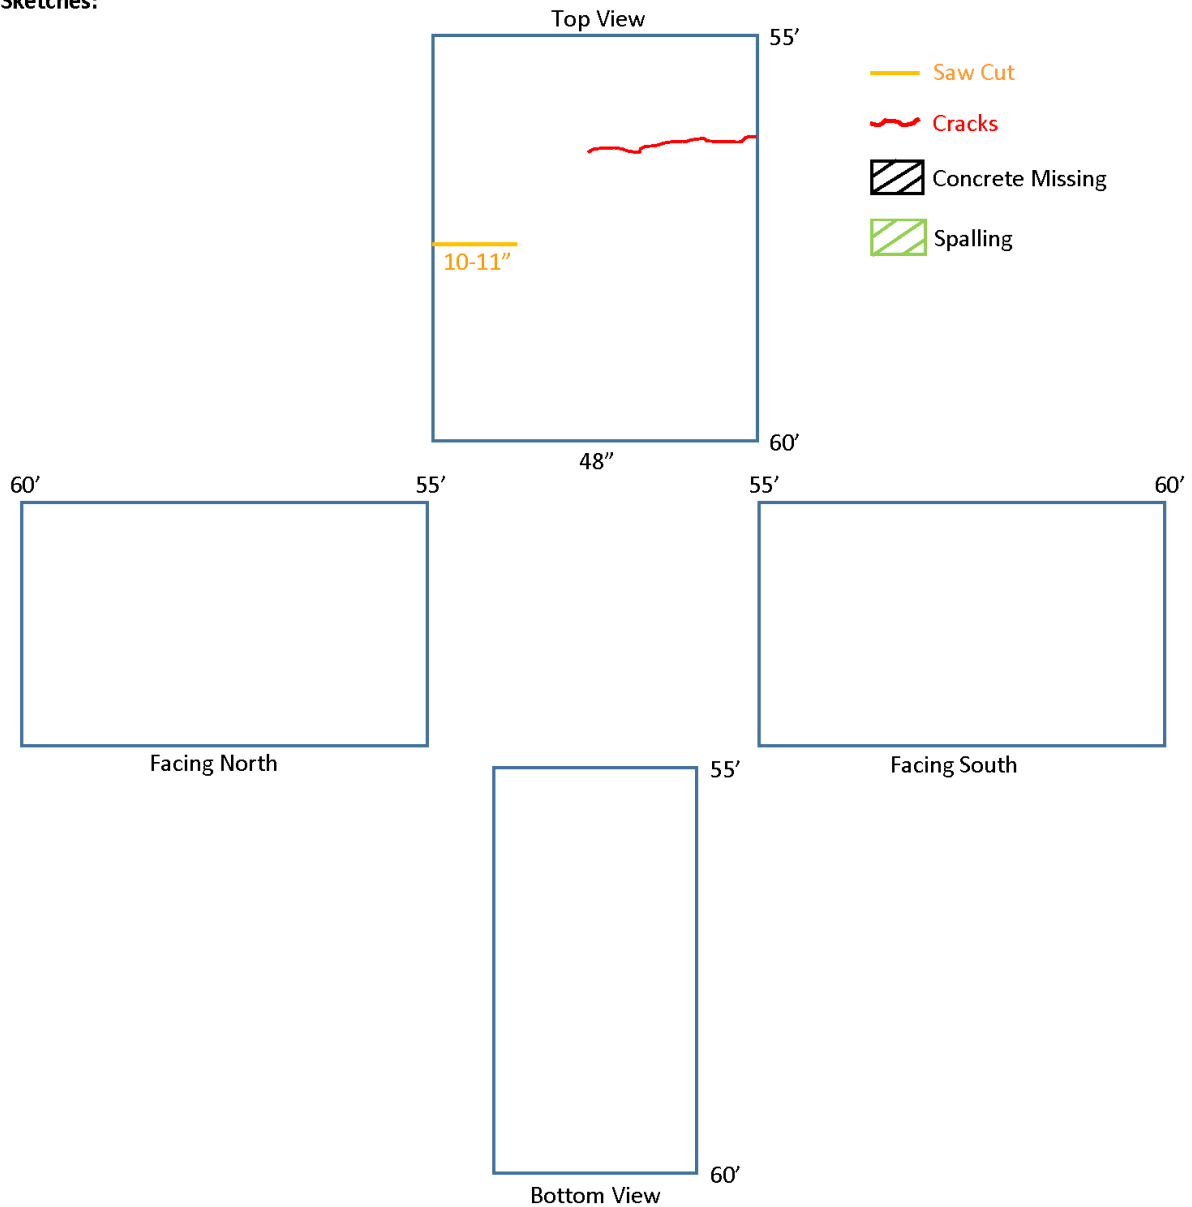 Sketches:
Top View
55’
Saw Cut
Cracks
Concrete Missing
Spalling
10-11”
60’
48”
60’
55’
55’
60’
Facing North
Facing South
55’
60’
Bottom View